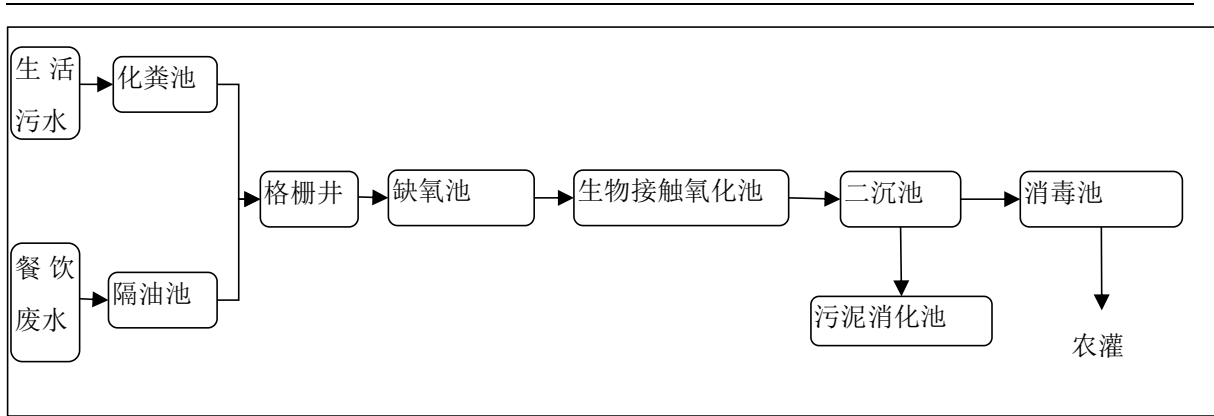 生 活
污水
化粪池
格栅井
缺氧池
生物接触氧化池
二沉池
消毒池
餐 饮
废水
隔油池
污泥消化池
农灌